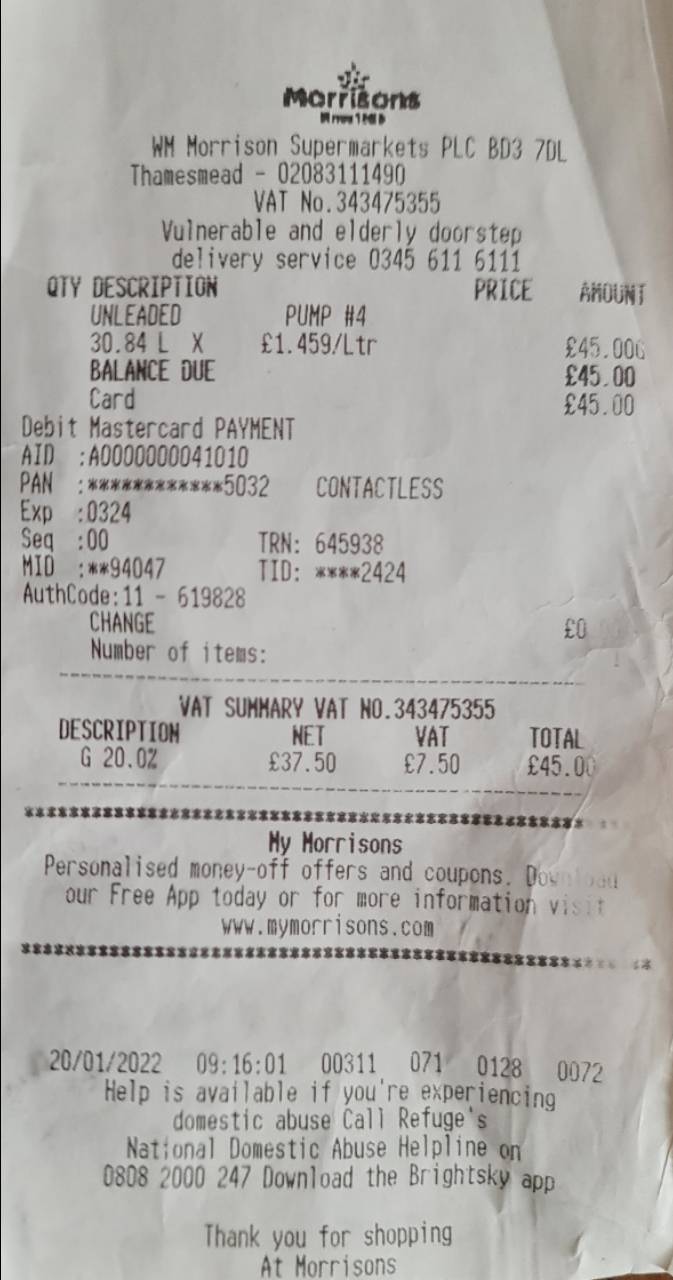 Morrisons
WM Morrison Supermarkets PLC BD3 7DL
Thamesmead - 02083111490
VAT No.343475355
Vulnerable and elderly doorstep
delivery service 0345 611 6111
QTY DESCRIPTION PRICE AMOUNT
UNLEADED PUMP #4
30.84 L X £1.459/Ltr £45.00G
BALANCE DUE £45.00
Card £45.00
Debit Mastercard PAYMENT
AID :A0000000041010
PAN :************5032 CONTACTLESS
Exp :0324
Seq :00 TRN: 645938
MID :**94047 TID: ****2424
AuthCode:11 - 619828
CHANGE £0
Number of items: 1
VAT SUMMARY VAT NO.343475355
DESCRIPTION NET VAT TOTAL
G 20.0% £37.50 £7.50 £45.00
My Morrisons
Personalised money-off offers and coupons. Download
our Free App today or for more information visit
www.mymorrisons.com
20/01/2022 09:16:01 00311 071 0128 0072
Help is available if you're experiencing
domestic abuse Call Refuge's
National Domestic Abuse Helpline on
0808 2000 247 Download the Brightsky app
Thank you for shopping
At Morrisons